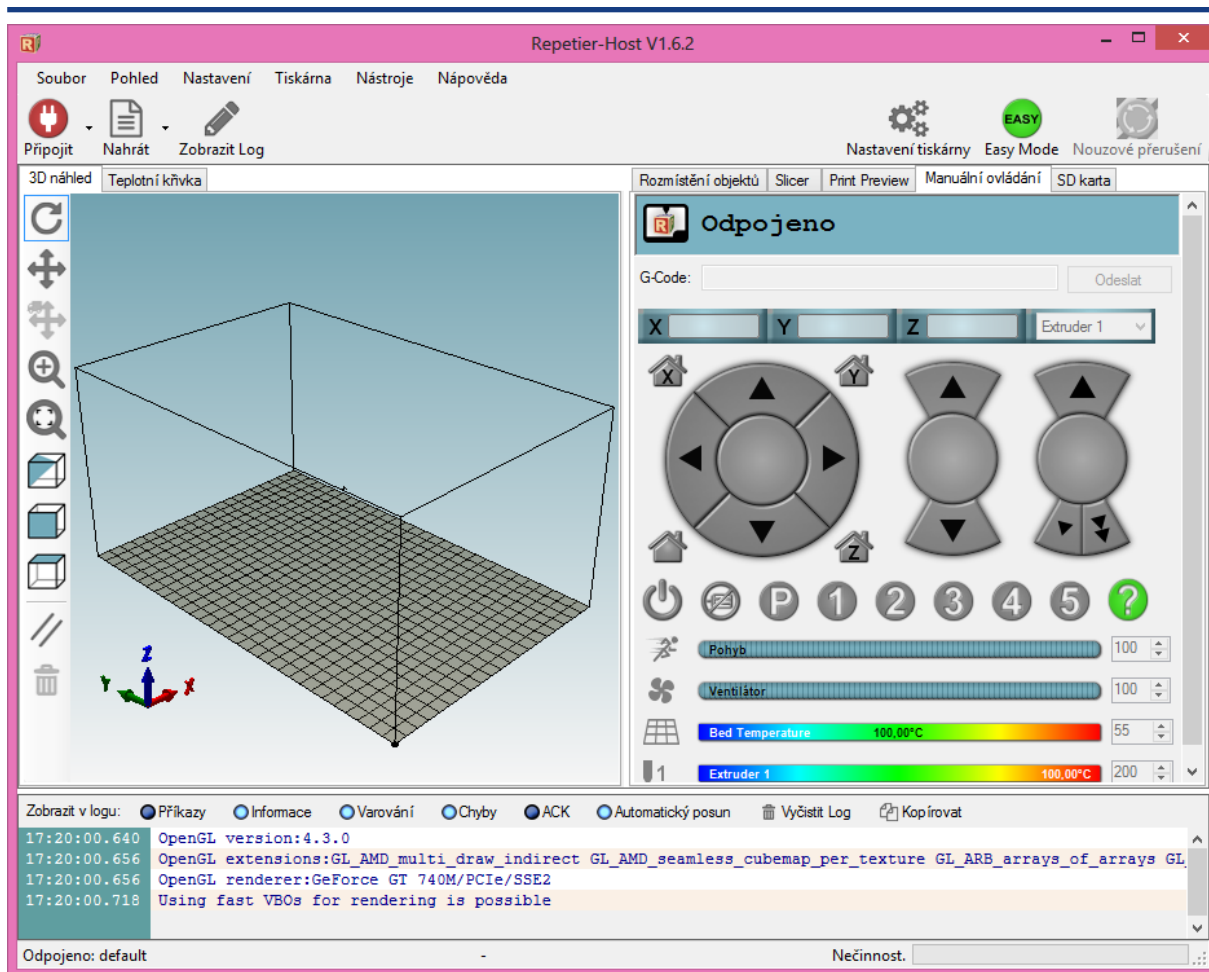 Repetier-Host V1.6.2
Soubor Pohled Nastavení Tiskárna Nástroje Nápověda
Připojit Nahrát Zobrazit Log Nastavení tiskárny EASY Easy Mode Nouzové přerušení
3D náhled Teplotní křivka
Rozmístění objektů Slicer Print Preview Manuální ovládání SD karta
R Odpojeno
G-Code: Odeslat
X Y Z Extruder 1
X Y
Z
P 1 2 3 4 5 ?
Pohyb 100
Ventilátor 100
Bed Temperature 100,00°C 55
1 Extruder 1 100,00°C 200
Z
Y X
Zobrazit v logu: Příkazy Informace Varování Chyby ACK Automatický posun Vyčistit Log Kopírovat
17:20:00.640 OpenGL version:4.3.0
17:20:00.656 OpenGL extensions:GL_AMD_multi_draw_indirect GL_AMD_seamless_cubemap_per_texture GL_ARB_arrays_of_arrays GL_
17:20:00.656 OpenGL renderer:GeForce GT 740M/PCIe/SSE2
17:20:00.718 Using fast VBOs for rendering is possible
Odpojeno: default - Nečinnost.